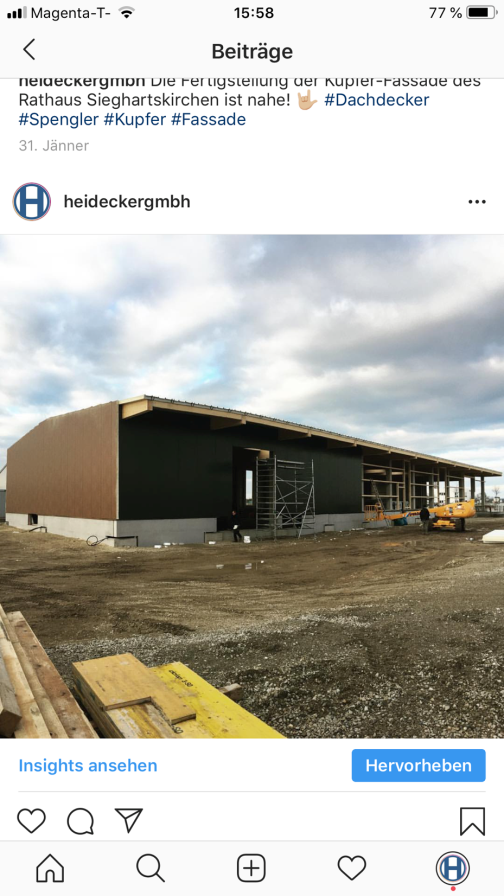 Magenta-T- 15:58 77 %
Beiträge
heideckergmbh Die Fertigstellung der Kupfer-Fassade des
Rathaus Sieghartskirchen ist nahe! 🤟🏼 #Dachdecker
#Spengler #Kupfer #Fassade
31. Jänner
heideckergmbh
Insights ansehen
Hervorheben